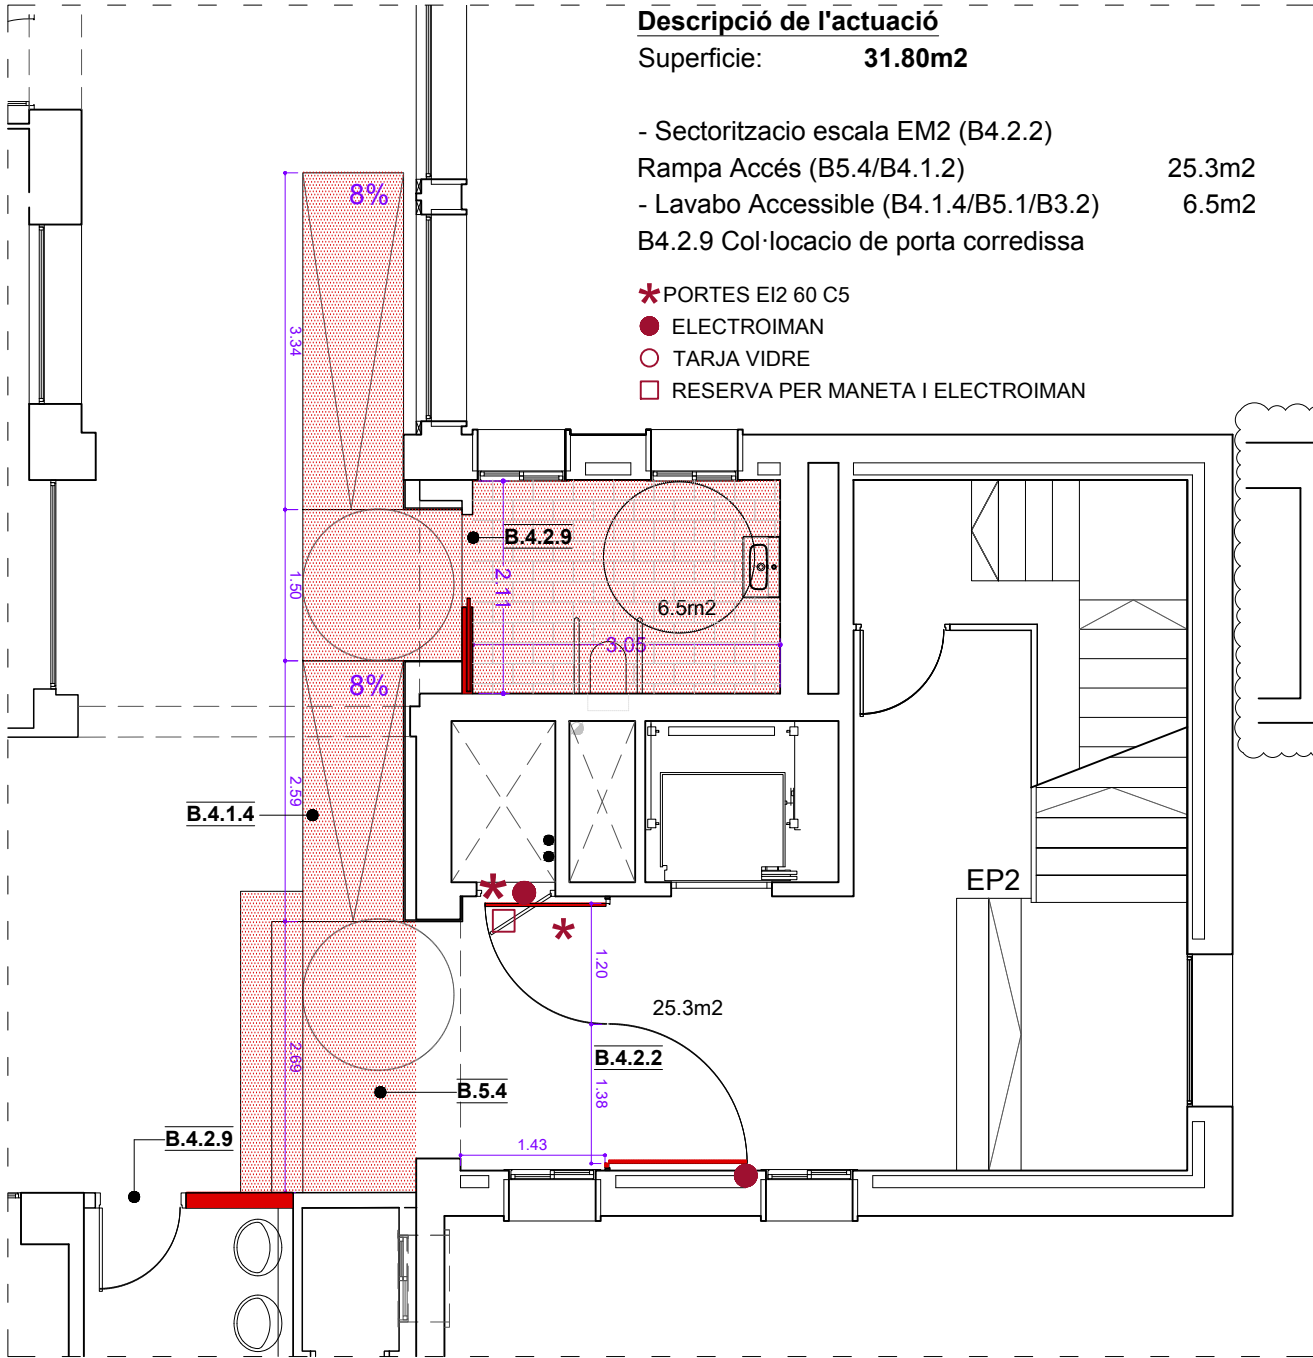 Descripció de l'actuació
Superficie: 31.80m2
- Sectoritzacio escala EM2 (B4.2.2)
Rampa Accés (B5.4/B4.1.2) 25.3m2
- Lavabo Accessible (B4.1.4/B5.1/B3.2) 6.5m2
B4.2.9 Col·locacio de porta corredissa
* PORTES EI2 60 C5
ELECTROIMAN
TARJA VIDRE
RESERVA PER MANETA I ELECTROIMAN
8%
3.34
B.4.2.9
2.11
1.50
6.5m2
3.05
8%
2.59
B.4.1.4
EP2
*
*
1.20
25.3m2
2.69
B.4.2.2
B.5.4
1.38
B.4.2.9
1.43